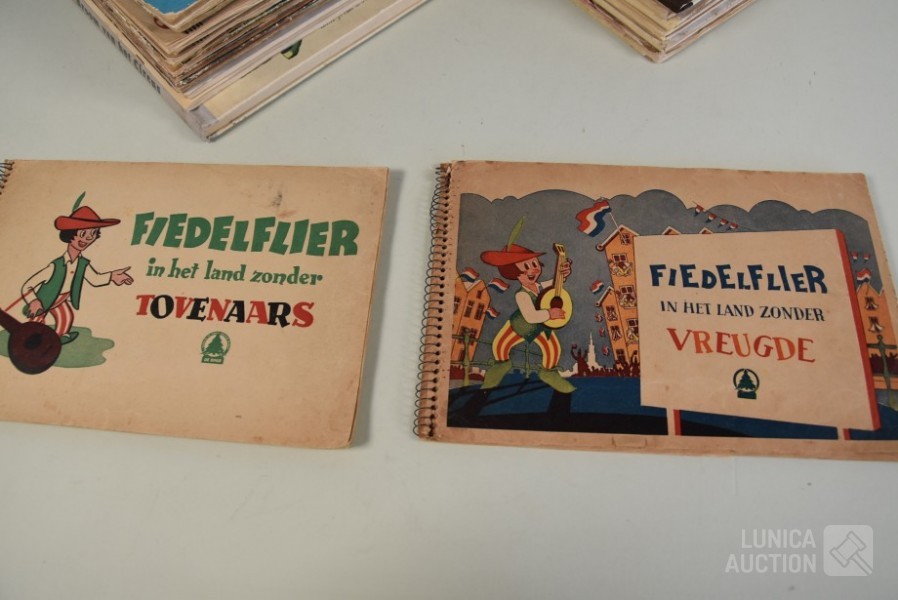 FIEDELFLIER
in het land zonder
TOVENAARS
FIEDELFLIER
IN HET LAND ZONDER
VREUGDE
LUNICA
AUCTION